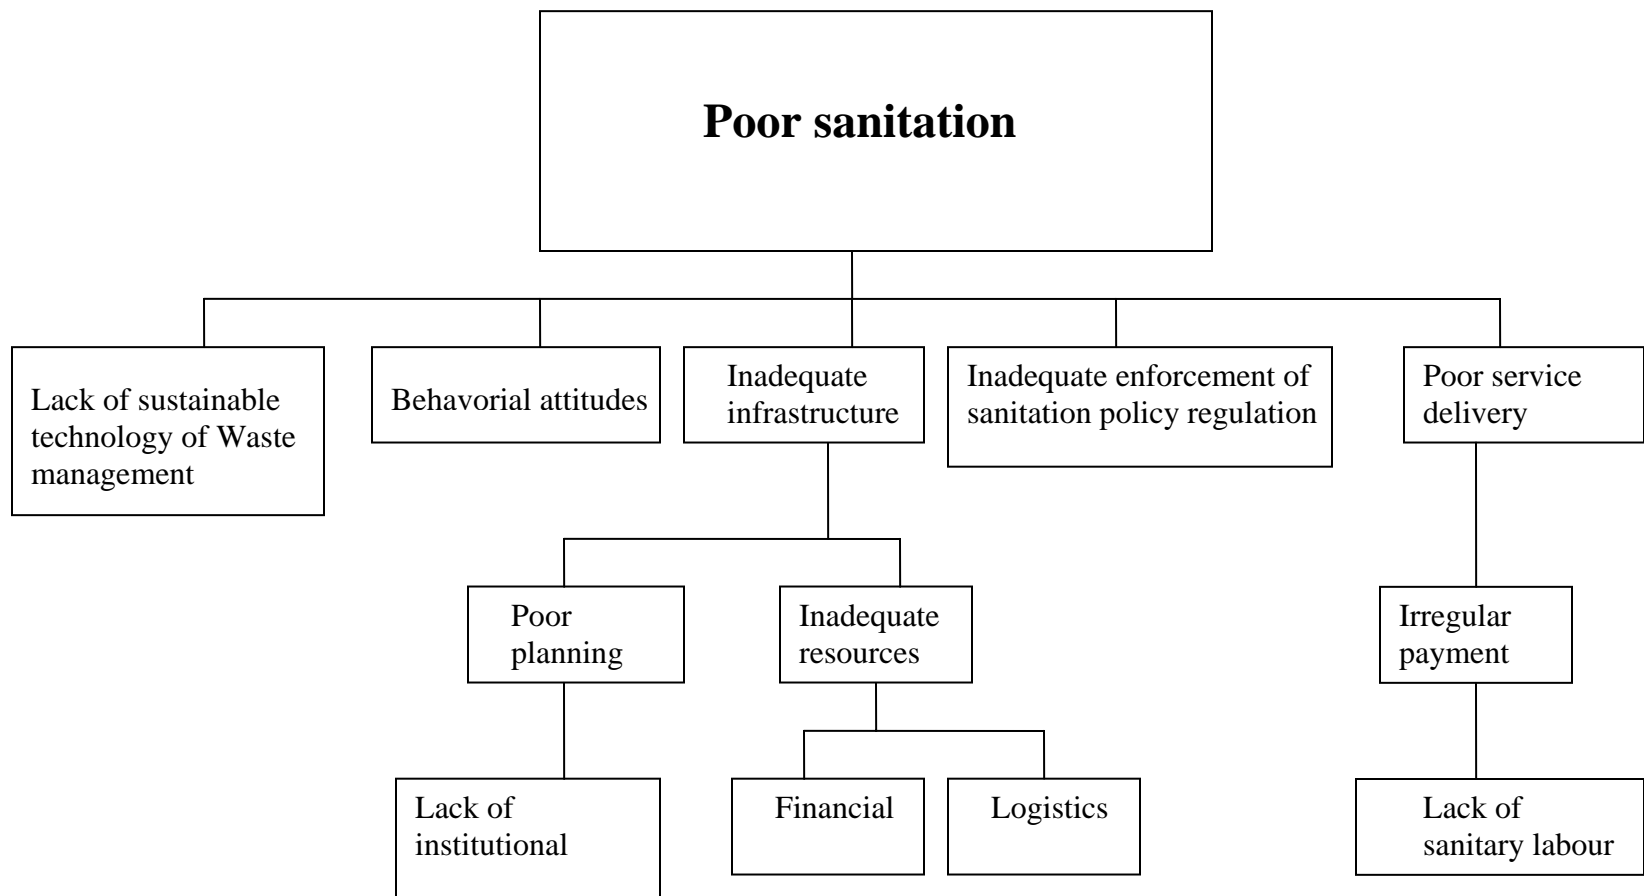 Poor sanitation
Lack of sustainable
technology of Waste
management
Behavorial attitudes
Inadequate
infrastructure
Inadequate enforcement of
sanitation policy regulation
Poor service
delivery
Poor
planning
Inadequate
resources
Irregular
payment
Lack of
institutional
Financial
Logistics
Lack of
sanitary labour